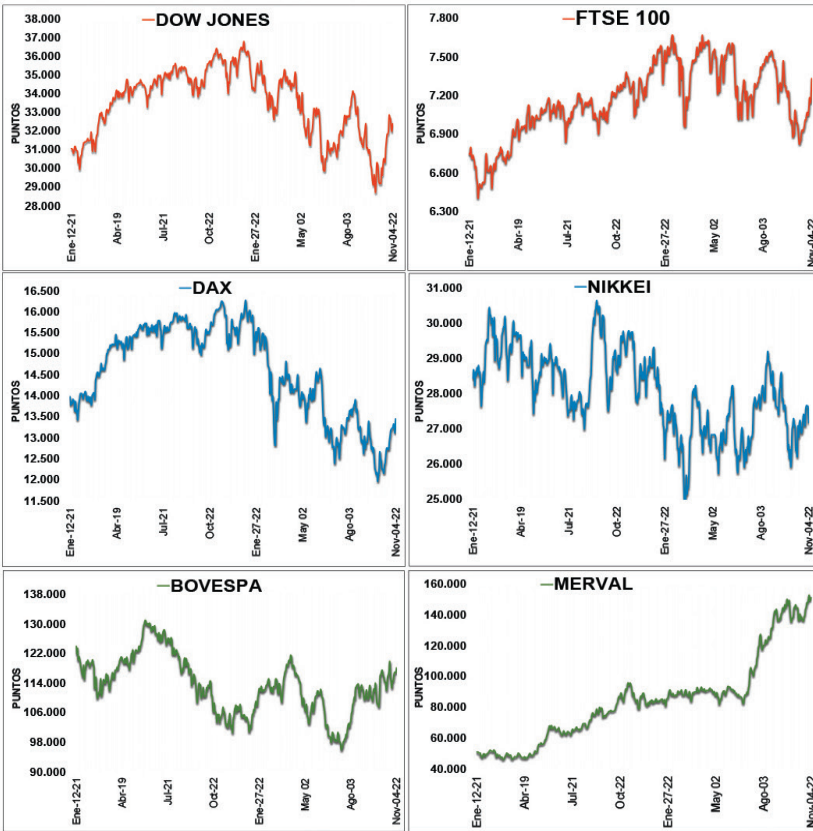 DOW JONES
PUNTOS
38.000
37.000
36.000
35.000
34.000
33.000
32.000
31.000
30.000
29.000
28.000
Ene-12-21
Abr-19
Jul-21
Oct-22
Ene-27-22
May 02
Ago-03
Nov-04-22
FTSE 100
PUNTOS
7.800
7.500
7.200
6.900
6.600
6.300
Ene-12-21
Abr-19
Jul-21
Oct-22
Ene-27-22
May 02
Ago-03
Nov-04-22
DAX
PUNTOS
16.500
16.000
15.500
15.000
14.500
14.000
13.500
13.000
12.500
12.000
11.500
Ene-12-21
Abr-19
Jul-21
Oct-22
Ene-27-22
May 02
Ago-03
Nov-04-22
NIKKEI
PUNTOS
31.000
30.000
29.000
28.000
27.000
26.000
25.000
Ene-12-21
Abr-19
Jul-21
Oct-22
Ene-27-22
May 02
Ago-03
Nov-04-22
BOVESPA
PUNTOS
138.000
130.000
122.000
114.000
106.000
98.000
90.000
Ene-12-21
Abr-19
Jul-21
Oct-22
Ene-27-22
May 02
Ago-03
Nov-04-22
MERVAL
PUNTOS
160.000
140.000
120.000
100.000
80.000
60.000
40.000
Ene-12-21
Abr-19
Jul-21
Oct-22
Ene-27-22
May 02
Ago-03
Nov-04-22